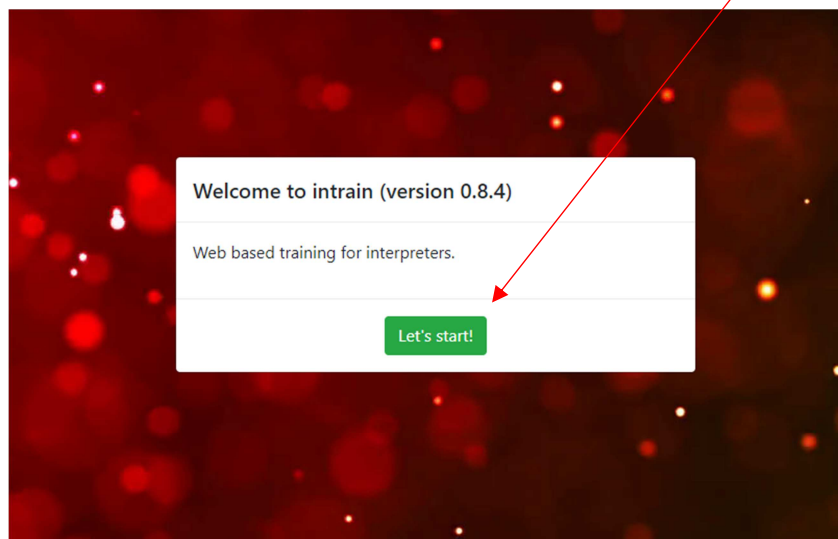 Welcome to intrain (version 0.8.4)
Web based training for interpreters.
Let's start!